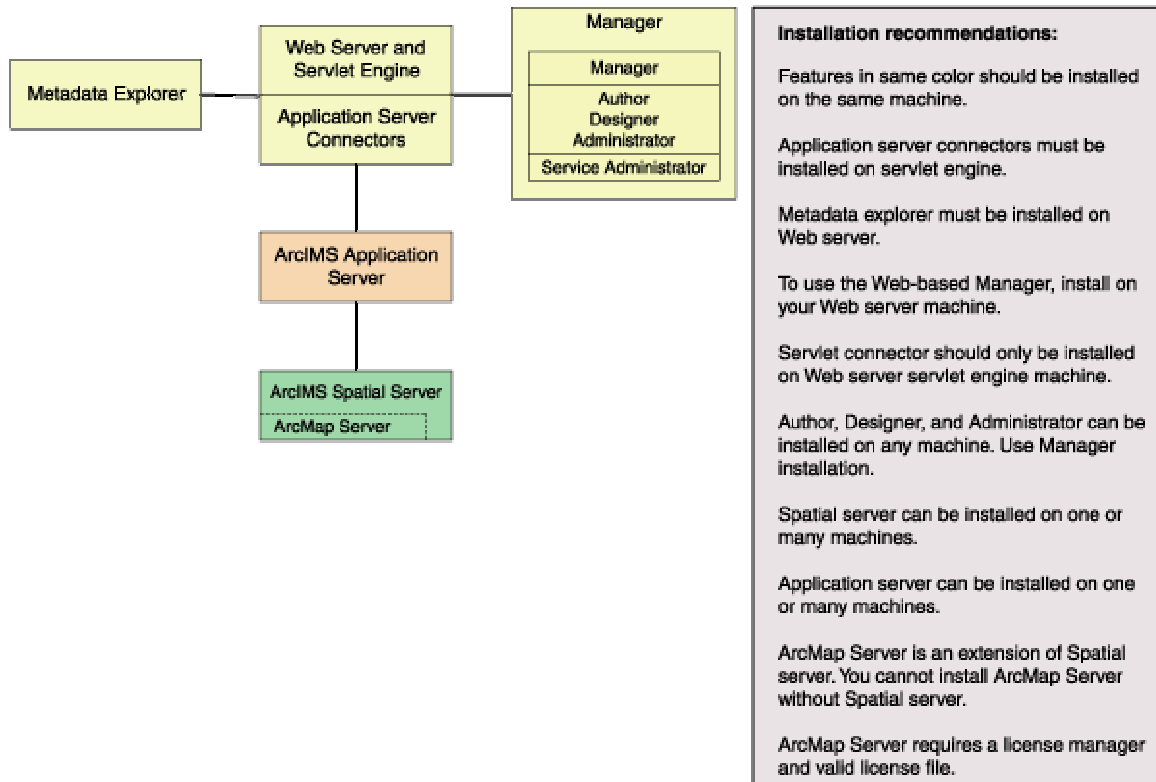 Metadata Explorer
Web Server and
Servlet Engine
Application Server
Connectors
Manager
Manager
Author
Designer
Administrator
Service Administrator
ArcIMS Application
Server
ArcIMS Spatial Server
ArcMap Server
Installation recommendations:
Features in same color should be installed
on the same machine.
Application server connectors must be
installed on servlet engine.
Metadata explorer must be installed on
Web server.
To use the Web-based Manager, install on
your Web server machine.
Servlet connector should only be installed
on Web server servlet engine machine.
Author, Designer, and Administrator can be
installed on any machine. Use Manager
installation.
Spatial server can be installed on one or
many machines.
Application server can be installed on one
or many machines.
ArcMap Server is an extension of Spatial
server. You cannot install ArcMap Server
without Spatial server.
ArcMap Server requires a license manager
and valid license file.